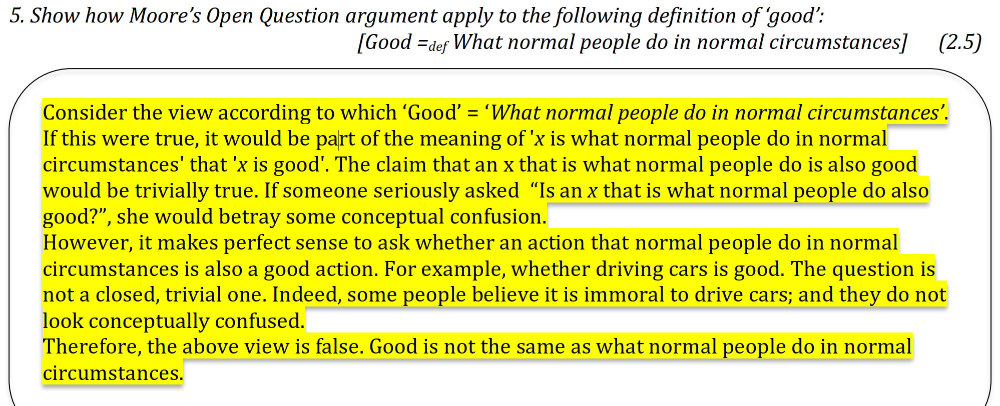 5. Show how Moore’s Open Question argument apply to the following definition of ‘good’:
[Good =def What normal people do in normal circumstances] (2.5)
Consider the view according to which ‘Good’ = ‘What normal people do in normal circumstances’.
If this were true, it would be part of the meaning of 'x is what normal people do in normal
circumstances' that 'x is good'. The claim that an x that is what normal people do is also good
would be trivially true. If someone seriously asked “Is an x that is what normal people do also
good?”, she would betray some conceptual confusion.
However, it makes perfect sense to ask whether an action that normal people do in normal
circumstances is also a good action. For example, whether driving cars is good. The question is
not a closed, trivial one. Indeed, some people believe it is immoral to drive cars; and they do not
look conceptually confused.
Therefore, the above view is false. Good is not the same as what normal people do in normal
circumstances.